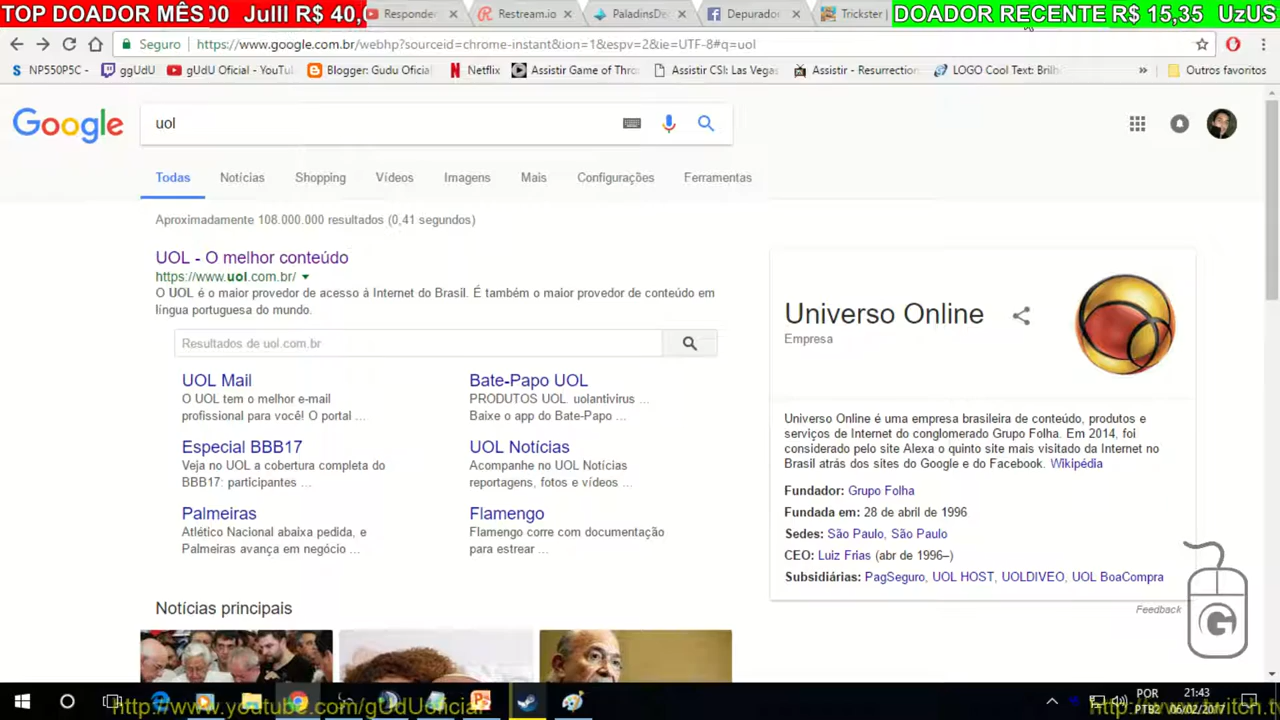 TOP DOADOR MÊS 00 JullI R$ 40,
Responder
Restream.io
PaladinsDe
Depurador
Trickster
DOADOR RECENTE R$ 15,35 UzUS
Seguro
https://www.google.com.br/webhp?sourceid=chrome-instant&ion=1&espv=2&ie=UTF-8#q=uol
NP550P5C -
ggUdU
gUdU Oficial - YouTu
Blogger: Gudu Oficia
Netflix
Assistir Game of Thro
Assistir CSI: Las Vegas
Assistir - Resurrection
LOGO Cool Text: Brilh
»
Outros favoritos
Google
uol
Todas
Notícias
Shopping
Vídeos
Imagens
Mais
Configurações
Ferramentas
Aproximadamente 108.000.000 resultados (0,41 segundos)
UOL - O melhor conteúdo
https://www.uol.com.br/
O UOL é o maior provedor de acesso à Internet do Brasil. É também o maior provedor de conteúdo em
língua portuguesa do mundo.
Resultados de uol.com.br
UOL Mail
O UOL tem o melhor e-mail
profissional para você! O portal ...
Bate-Papo UOL
PRODUTOS UOL. uolantivirus ...
Baixe o app do Bate-Papo ...
Especial BBB17
Veja no UOL a cobertura completa do
BBB17: participantes ...
UOL Notícias
Acompanhe no UOL Notícias
reportagens, fotos e vídeos ...
Palmeiras
Atlético Nacional abaixa pedida, e
Palmeiras avança em negócio ...
Flamengo
Flamengo corre com documentação
para estrear ...
Notícias principais
Universo Online
Empresa
Universo Online é uma empresa brasileira de conteúdo, produtos e
serviços de Internet do conglomerado Grupo Folha. Em 2014, foi
considerado pelo site Alexa o quinto site mais visitado da Internet no
Brasil atrás dos sites do Google e do Facebook. Wikipédia
Fundador: Grupo Folha
Fundada em: 28 de abril de 1996
Sedes: São Paulo, São Paulo
CEO: Luiz Frias (abr de 1996–)
Subsidiárias: PagSeguro, UOL HOST, UOLDIVEO, UOL BoaCompra
Feedback
G
http://www.youtube.com/gUdUoficial
POR
PTB2
21:43
05/02/2017
http://www.twitch.t